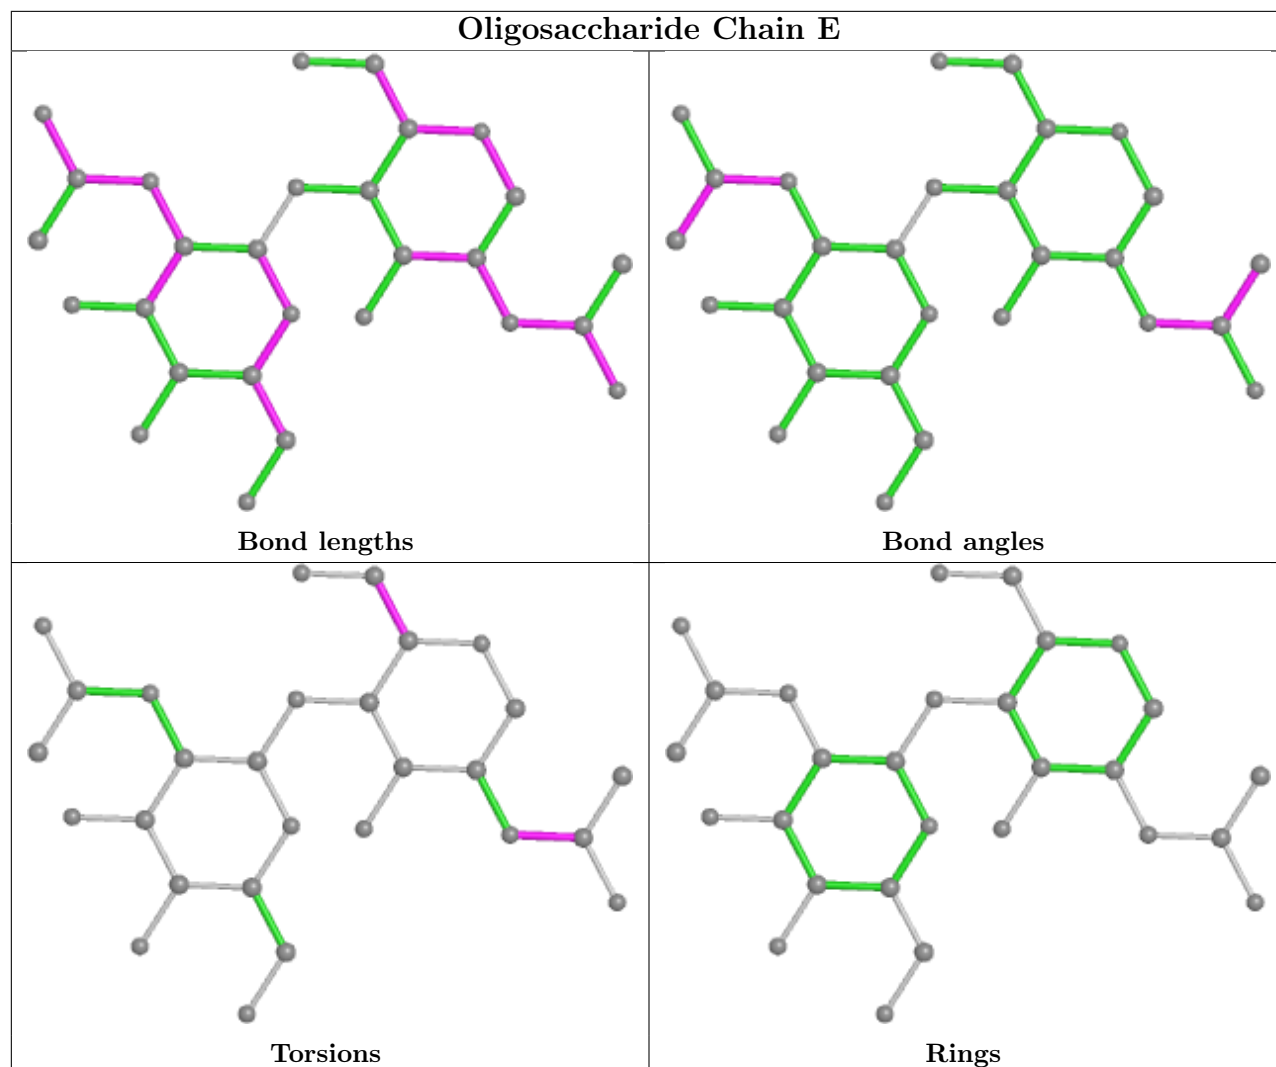 Oligosaccharide Chain E
Bond lengths
Bond angles
Torsions
Rings